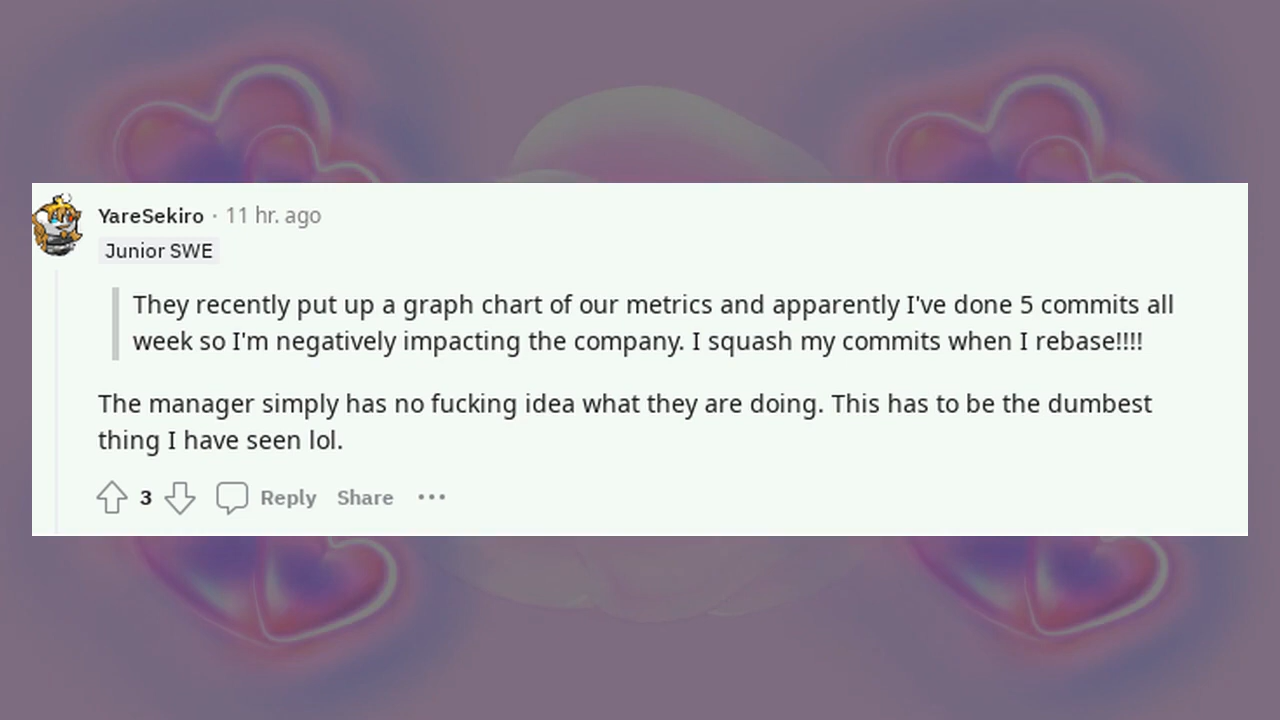 YareSekiro · 11 hr. ago
Junior SWE
They recently put up a graph chart of our metrics and apparently I've done 5 commits all
week so I'm negatively impacting the company. I squash my commits when I rebase!!!!
The manager simply has no fucking idea what they are doing. This has to be the dumbest
thing I have seen lol.
3 Reply Share ···